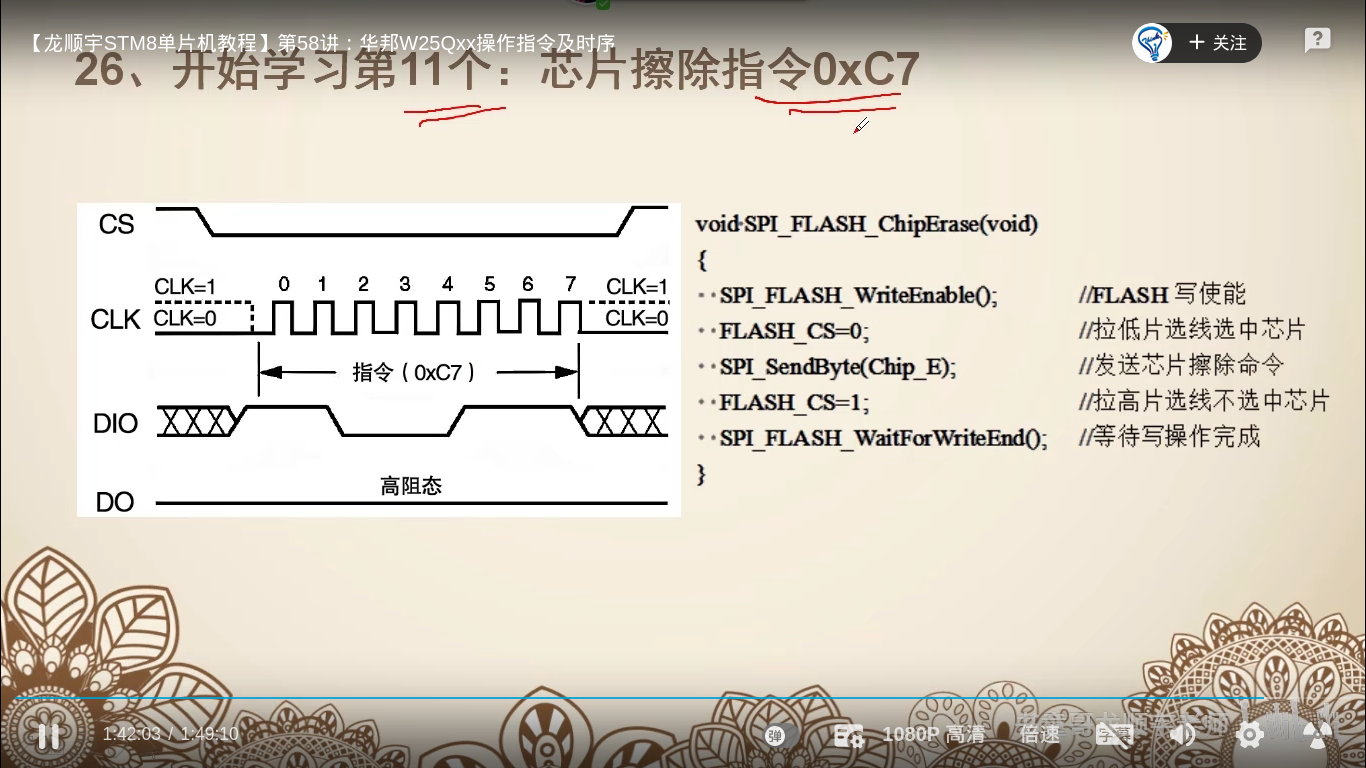 【龙顺宇STM8单片机教程】第58讲：华邦W25Qxx操作指令及时序
+ 关注
?
26、开始学习第11个：芯片擦除指令0xC7
CS
CLK=1 0 1 2 3 4 5 6 7 CLK=1
CLK
CLK=0 CLK=0
指令（0xC7）
DIO
高阻态
DO
void SPI_FLASH_ChipErase(void)
{
SPI_FLASH_WriteEnable(); //FLASH 写使能
FLASH_CS=0; //拉低片选线选中芯片
SPI_SendByte(Chip_E); //发送芯片擦除命令
FLASH_CS=1; //拉高片选线不选中芯片
SPI_FLASH_WaitForWriteEnd(); //等待写操作完成
}
1:42:03 / 1:49:10 弹 1080P 高清 倍速 字幕